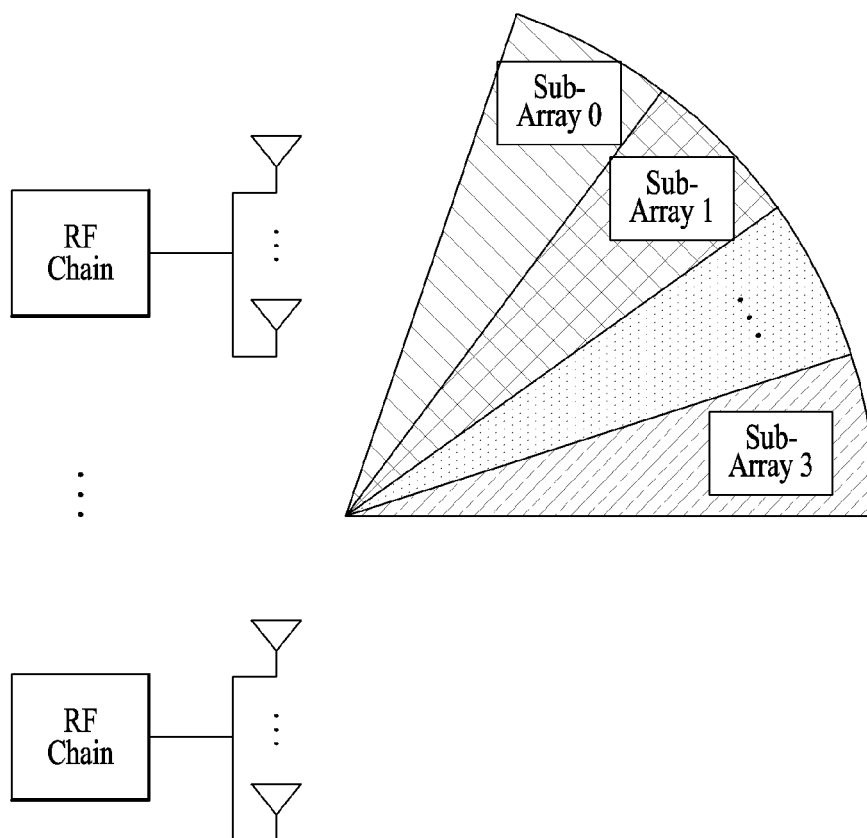 Sub-
Array 0
Sub-
Array 1
RF
Chain
Sub-
Array 3
RF
Chain